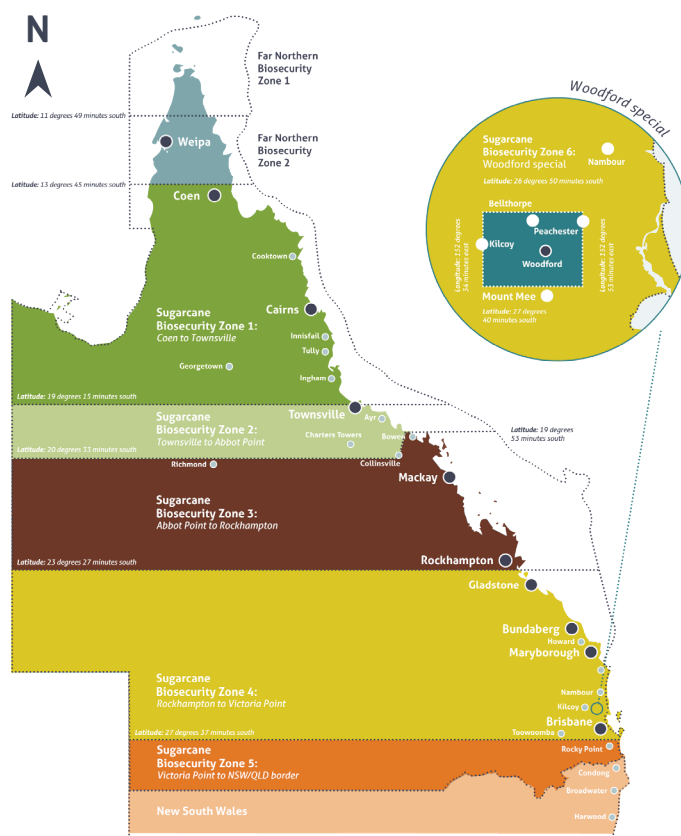 N
Far Northern
Biosecurity
Zone 1
Latitude: 11 degrees 49 minutes south
Weipa
Far Northern
Biosecurity
Zone 2
Latitude: 13 degrees 45 minutes south
Coen
Woodford special
Sugarcane
Biosecurity Zone 6:
Woodford special
Nambour
Latitude: 26 degrees 50 minutes south
Bellthorpe
Peachester
Kilcoy
Woodford
Longitude: 152 degrees
34 minutes east
Longitude: 112 degrees
53 minutes east
Mount Mee
Latitude: 27 degrees
40 minutes south
Cooktown
Cairns
Sugarcane
Biosecurity Zone 1:
Coen to Townsville
Innisfail
Tully
Georgetown
Ingham
Latitude: 19 degrees 15 minutes south
Townsville
Ayr
Sugarcane
Biosecurity Zone 2:
Townsville to Abbot Point
Charters Towers
Bowen
Latitude: 19 degrees
53 minutes south
Latitude: 20 degrees 33 minutes south
Collinsville
Richmond
Mackay
Sugarcane
Biosecurity Zone 3:
Abbot Point to Rockhampton
Rockhampton
Latitude: 23 degrees 27 minutes south
Gladstone
Bundaberg
Howard
Maryborough
Sugarcane
Biosecurity Zone 4:
Rockhampton to Victoria Point
Nambour
Kilcoy
Brisbane
Latitude: 27 degrees 37 minutes south
Toowoomba
Sugarcane
Biosecurity Zone 5:
Victoria Point to NSW/QLD border
Rocky Point
Condong
Broadwater
New South Wales
Harwood